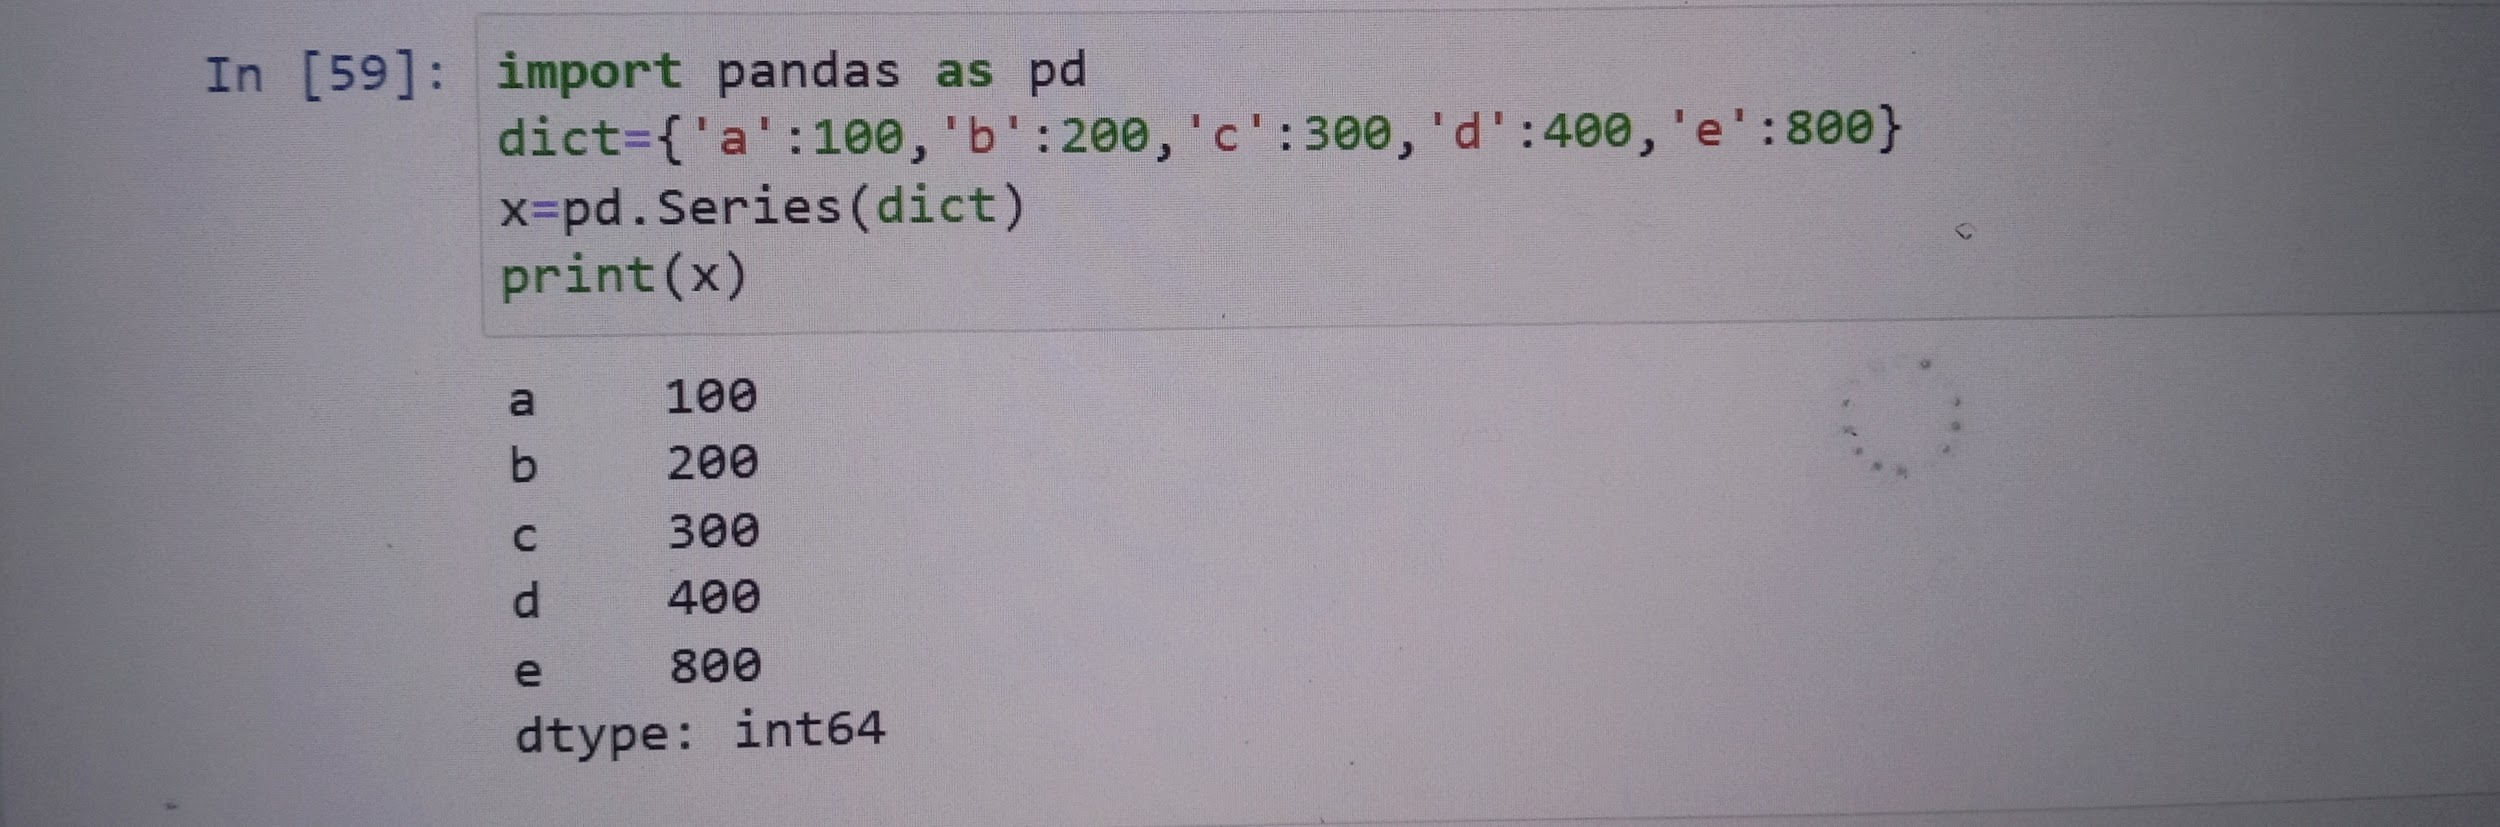 In [59]: import pandas as pd
dict={'a':100,'b':200,'c':300,'d':400,'e':800}
x=pd.Series(dict)
print(x)
a    100
b    200
c    300
d    400
e    800
dtype: int64